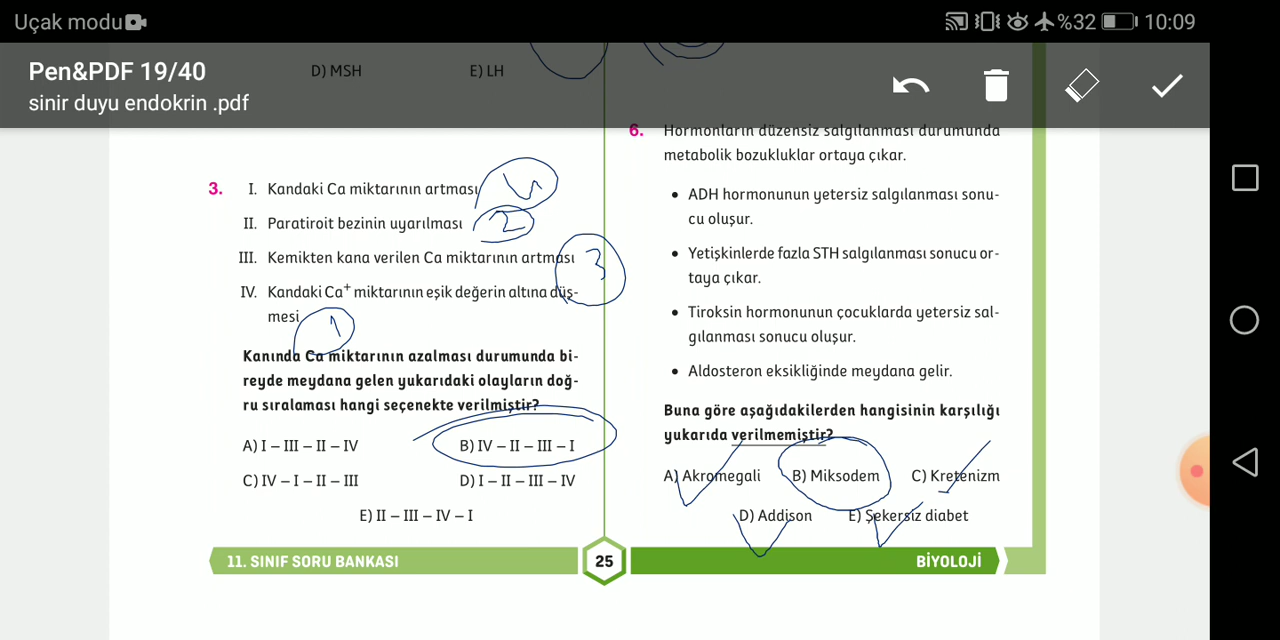 Uçak modu
%32 10:09
Pen&PDF 19/40
sinir duyu endokrin .pdf
D) MSH E) LH
3. I. Kandaki Ca miktarının artması 4
II. Paratiroit bezinin uyarılması 2
III. Kemikten kana verilen Ca miktarının artması 3
IV. Kandaki Ca⁺ miktarının eşik değerin altına düş-
mesi 1
Kanında Ca miktarının azalması durumunda bi-
reyde meydana gelen yukarıdaki olayların doğ-
ru sıralaması hangi seçenekte verilmiştir?
A) I – III – II – IV B) IV – II – III – I
C) IV – I – II – III D) I – II – III – IV
E) II – III – IV – I
6. Hormonların düzensiz salgılanması durumunda
metabolik bozukluklar ortaya çıkar.
• ADH hormonunun yetersiz salgılanması sonu-
cu oluşur.
• Yetişkinlerde fazla STH salgılanması sonucu or-
taya çıkar.
• Tiroksin hormonunun çocuklarda yetersiz sal-
gılanması sonucu oluşur.
• Aldosteron eksikliğinde meydana gelir.
Buna göre aşağıdakilerden hangisinin karşılığı
yukarıda verilmemiştir?
A) Akromegali B) Miksodem C) Kretenizm
D) Addison E) Şekersiz diabet
11. SINIF SORU BANKASI 25 BİYOLOJİ